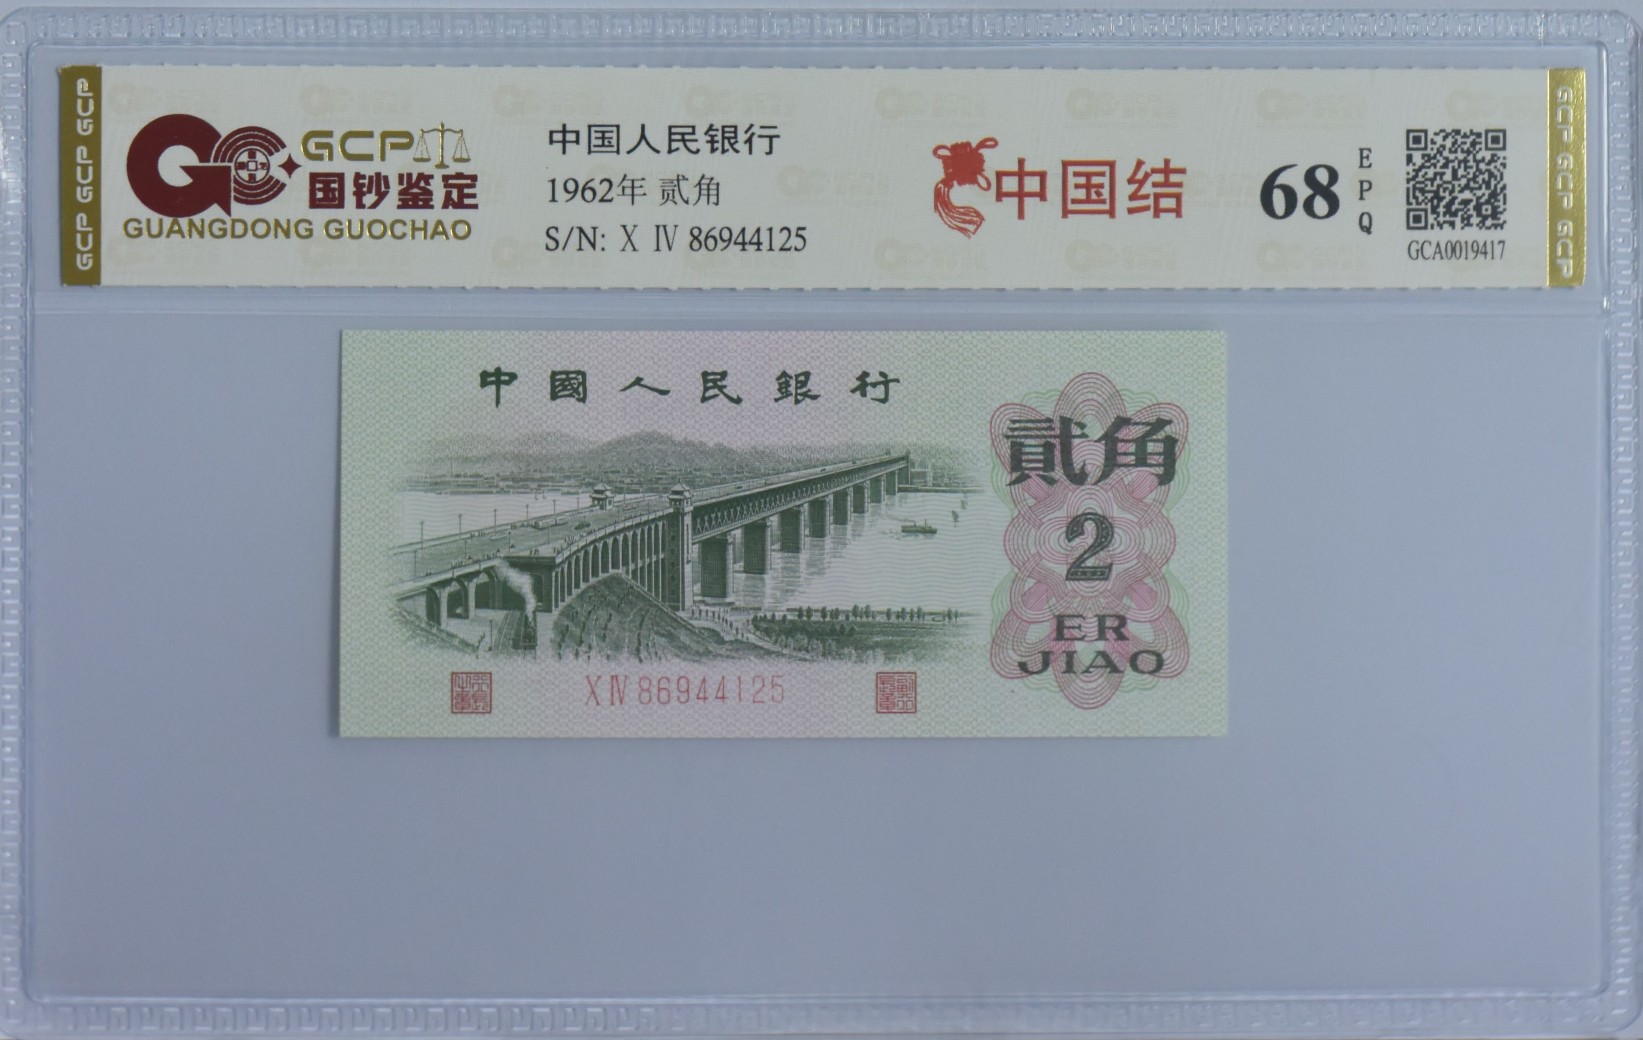 GCP GCP GCP
GCP
国钞鉴定
GUANGDONG GUOCHAO
中国人民银行
1962年 贰角
S/N: X IV 86944125
中国结
68
EPQ
GCA0019417
GCP GCP GCP GCP
中國人民銀行
貳角
2
ER
JIAO
X IV 86944125